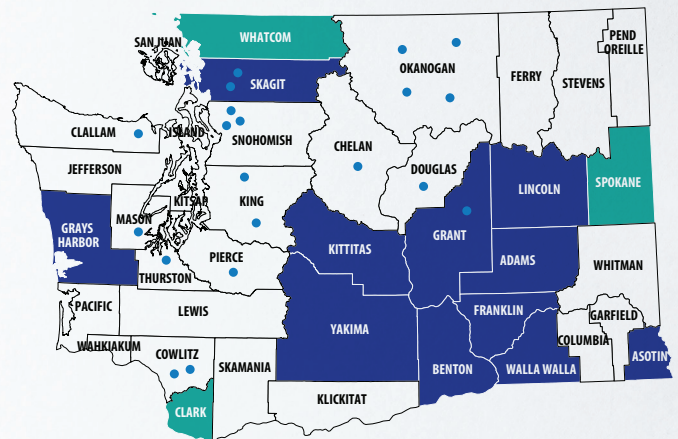 SAN JUAN
WHATCOM
SKAGIT
OKANOGAN
FERRY
STEVENS
PEND
OREILLE
CLALLAM
ISLAND
SNOHOMISH
CHELAN
DOUGLAS
LINCOLN
SPOKANE
JEFFERSON
KITSAP
KING
GRAYS
HARBOR
MASON
KITTITAS
GRANT
ADAMS
WHITMAN
THURSTON
PIERCE
PACIFIC
LEWIS
YAKIMA
FRANKLIN
GARFIELD
COLUMBIA
WAHKIAKUM
COWLITZ
SKAMANIA
BENTON
WALLA WALLA
ASOTIN
CLARK
KLICKITAT